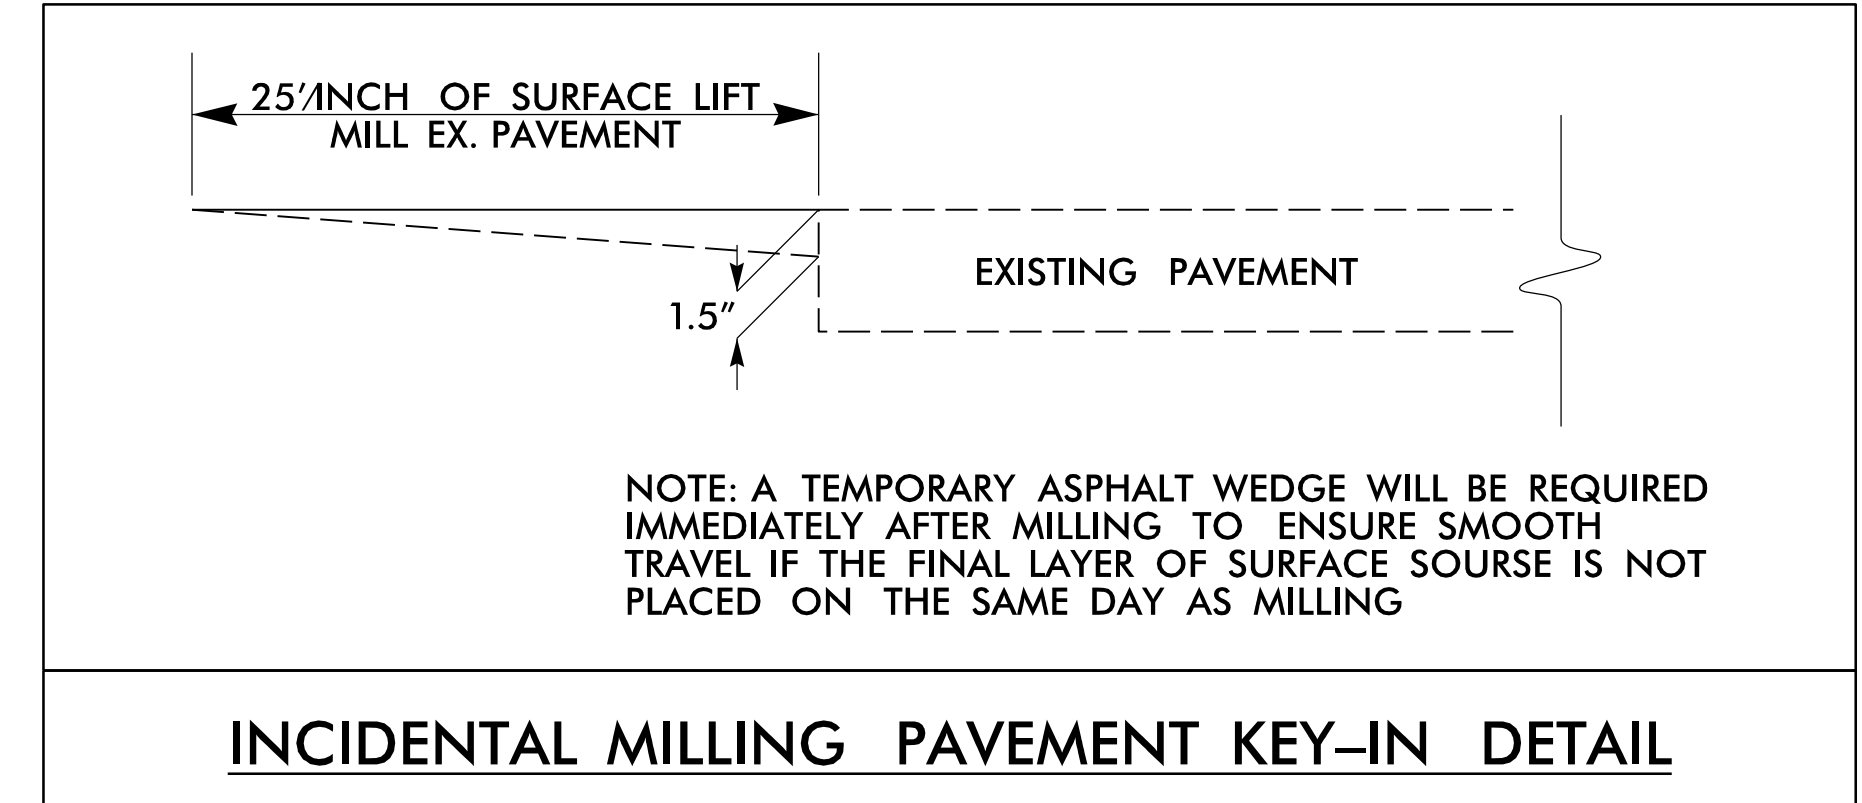 25'/INCH OF SURFACE LIFT
MILL EX. PAVEMENT
EXISTING PAVEMENT
1.5"
NOTE: A TEMPORARY ASPHALT WEDGE WILL BE REQUIRED
IMMEDIATELY AFTER MILLING TO ENSURE SMOOTH
TRAVEL IF THE FINAL LAYER OF SURFACE SOURSE IS NOT
PLACED ON THE SAME DAY AS MILLING
INCIDENTAL MILLING PAVEMENT KEY–IN DETAIL